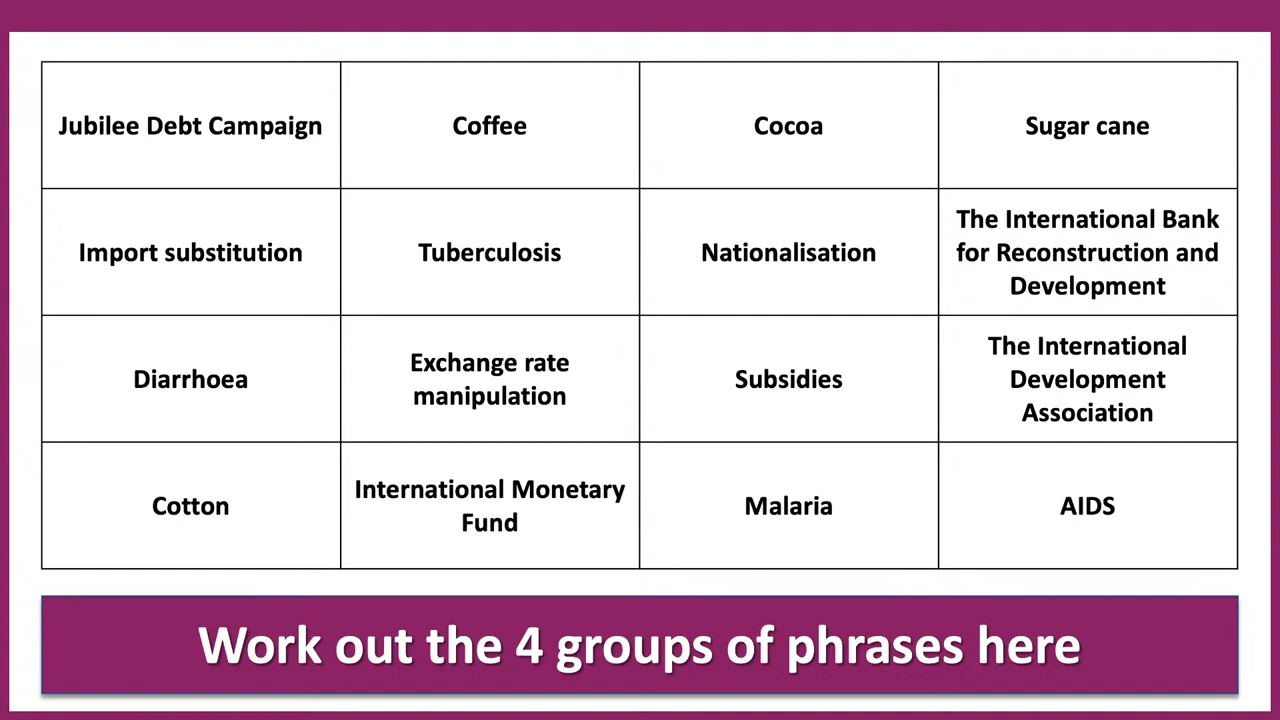 Jubilee Debt Campaign
Coffee
Cocoa
Sugar cane
Import substitution
Tuberculosis
Nationalisation
The International Bank
for Reconstruction and
Development
Diarrhoea
Exchange rate
manipulation
Subsidies
The International
Development
Association
Cotton
International Monetary
Fund
Malaria
AIDS
Work out the 4 groups of phrases here